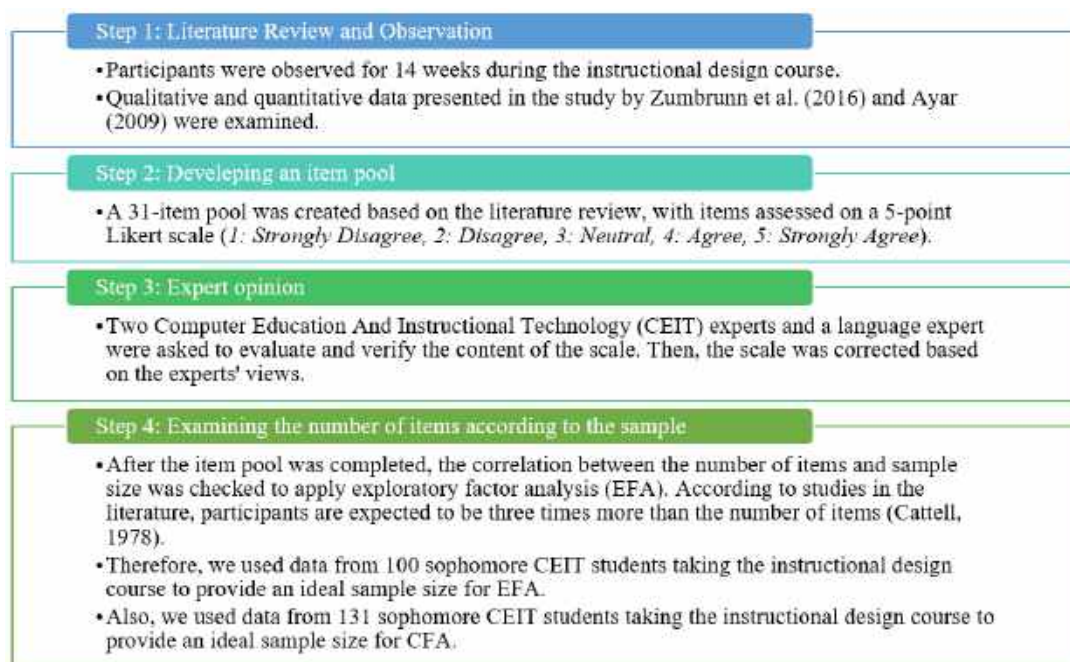 Step 1: Literature Review and Observation
•Participants were observed for 14 weeks during the instructional design course.
•Qualitative and quantitative data presented in the study by Zumbrunn et al. (2016) and Ayar
(2009) were examined.
Step 2: Developing an item pool
•A 31-item pool was created based on the literature review, with items assessed on a 5-point
Likert scale (1: Strongly Disagree, 2: Disagree, 3: Neutral, 4: Agree, 5: Strongly Agree).
Step 3: Expert opinion
•Two Computer Education And Instructional Technology (CEIT) experts and a language expert
were asked to evaluate and verify the content of the scale. Then, the scale was corrected based
on the experts' views.
Step 4: Examining the number of items according to the sample
•After the item pool was completed, the correlation between the number of items and sample
size was checked to apply exploratory factor analysis (EFA). According to studies in the
literature, participants are expected to be three times more than the number of items (Cattell,
1978).
•Therefore, we used data from 100 sophomore CEIT students taking the instructional design
course to provide an ideal sample size for EFA.
•Also, we used data from 131 sophomore CEIT students taking the instructional design course to
provide an ideal sample size for CFA.